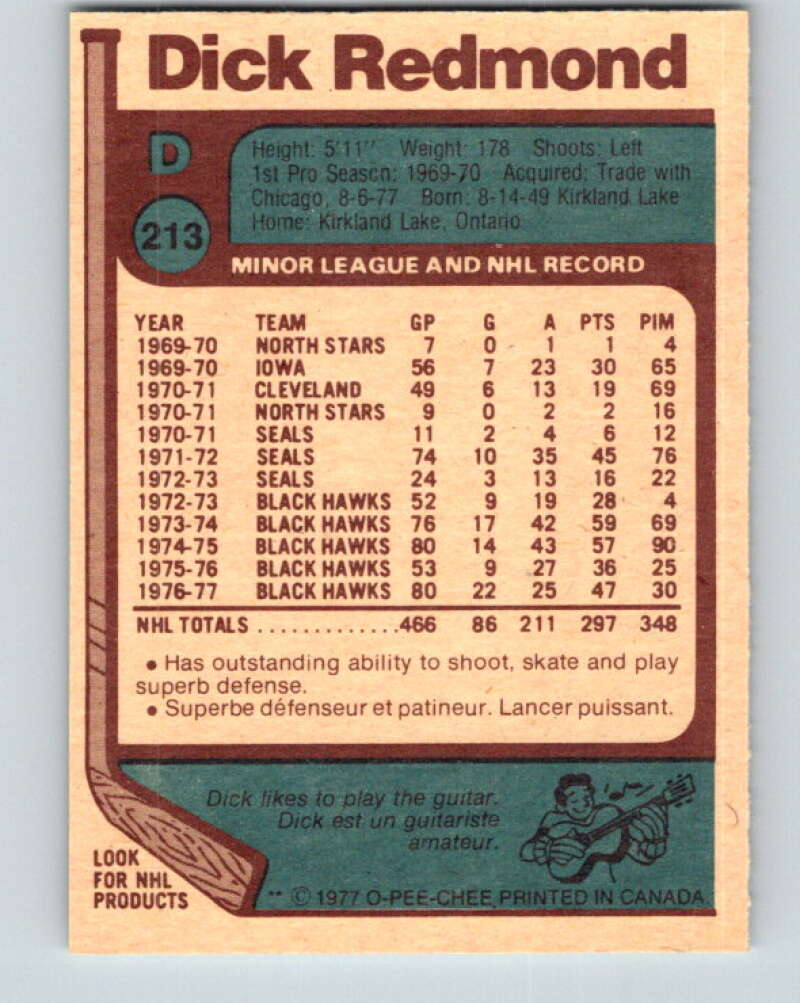 Dick Redmond
D
213
Height: 5'11" Weight: 178 Shoots: Left
1st Pro Season: 1969-70 Acquired: Trade with
Chicago, 8-6-77 Born: 8-14-49 Kirkland Lake
Home: Kirkland Lake, Ontario
MINOR LEAGUE AND NHL RECORD
YEAR TEAM GP G A PTS PIM
1969-70 NORTH STARS 7 0 1 1 4
1969-70 IOWA 56 7 23 30 65
1970-71 CLEVELAND 49 6 13 19 69
1970-71 NORTH STARS 9 0 2 2 16
1970-71 SEALS 11 2 4 6 12
1971-72 SEALS 74 10 35 45 76
1972-73 SEALS 24 3 13 16 22
1972-73 BLACK HAWKS 52 9 19 28 4
1973-74 BLACK HAWKS 76 17 42 59 69
1974-75 BLACK HAWKS 80 14 43 57 90
1975-76 BLACK HAWKS 53 9 27 36 25
1976-77 BLACK HAWKS 80 22 25 47 30
NHL TOTALS .............466 86 211 297 348
• Has outstanding ability to shoot, skate and play
superb defense.
• Superbe défenseur et patineur. Lancer puissant.
Dick likes to play the guitar.
Dick est un guitariste
amateur.
LOOK
FOR NHL
PRODUCTS
** © 1977 O-PEE-CHEE PRINTED IN CANADA